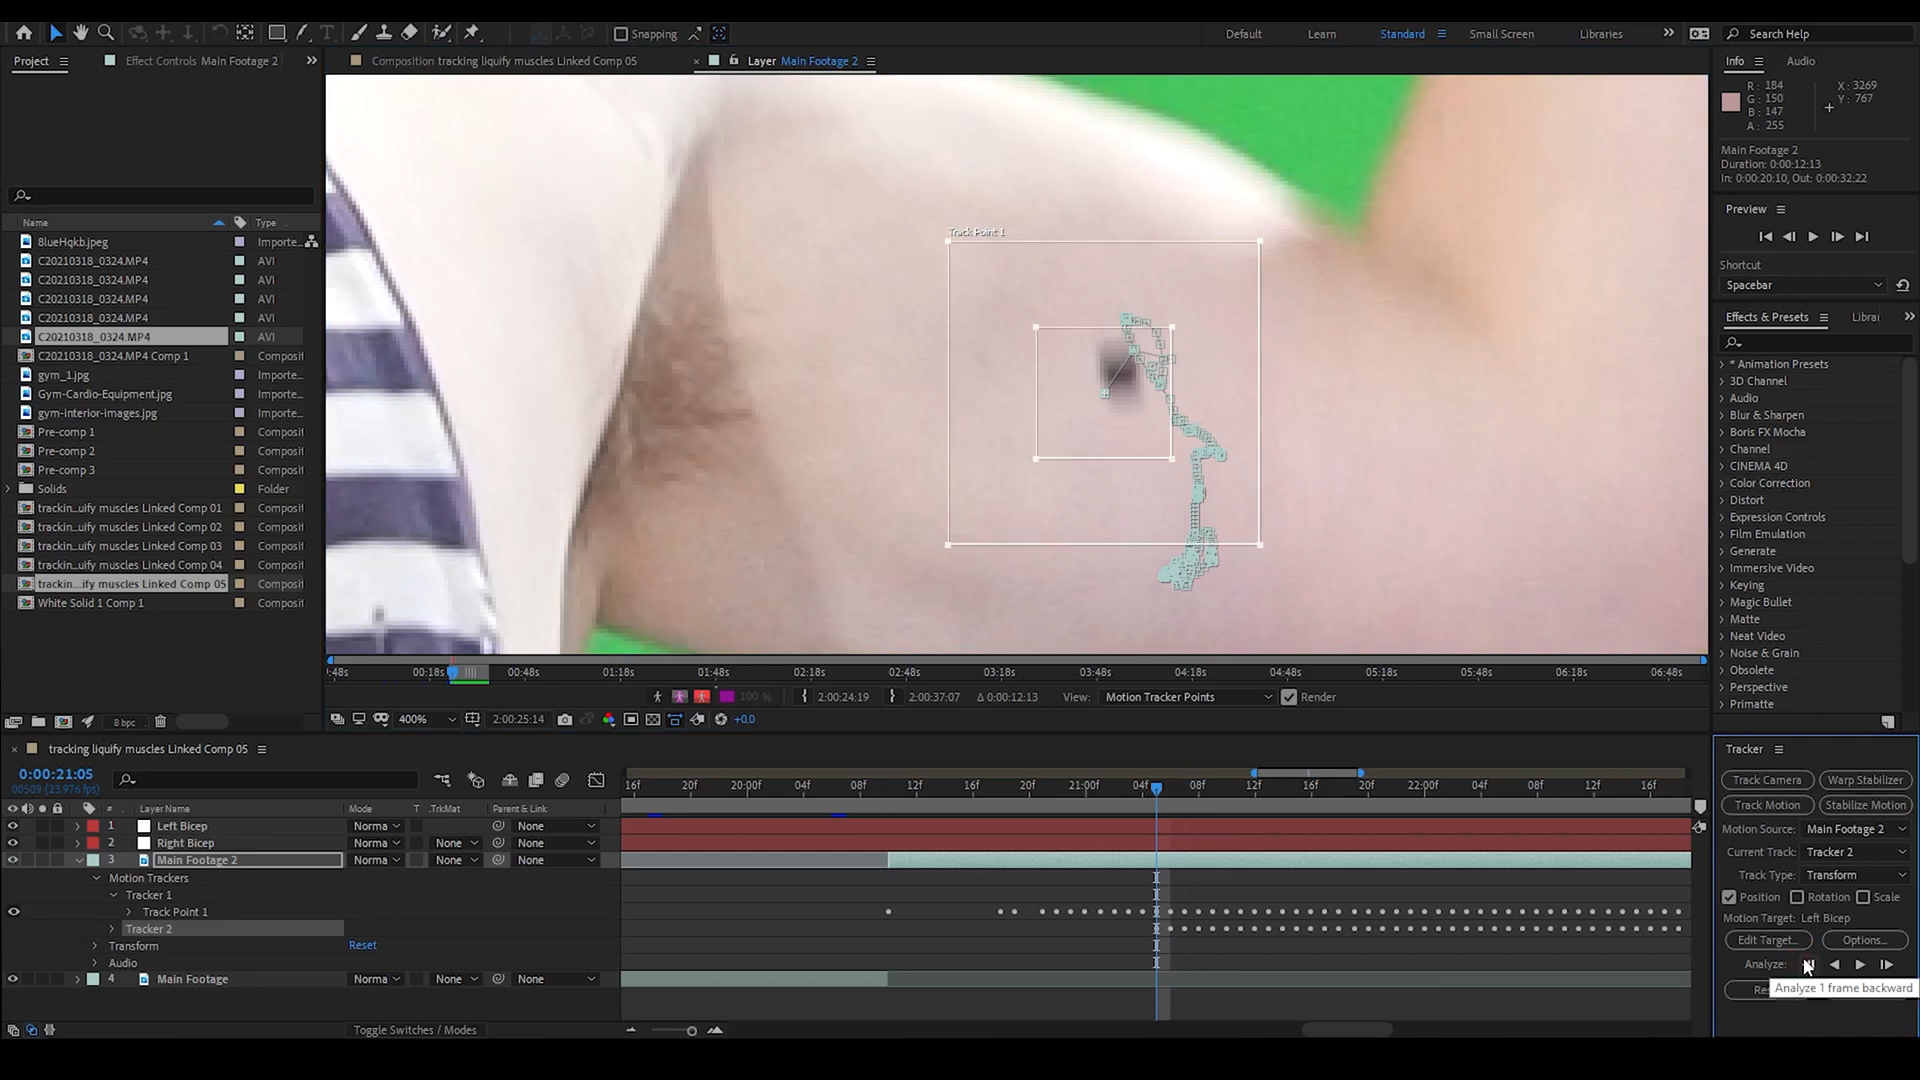 Snapping
Default
Learn
Standard
Small Screen
Libraries
Search Help
Project
Effect Controls Main Footage 2
Composition tracking liquify muscles Linked Comp 05
Layer Main Footage 2
Info
Audio
R : 184
G : 150
B : 147
A : 255
X : 3269
Y : 767
Main Footage 2
Duration: 0:00:12:13
In: 0:00:20:10, Out: 0:00:32:22
Preview
Shortcut
Spacebar
Effects & Presets
Librar
* Animation Presets
3D Channel
Audio
Blur & Sharpen
Boris FX Mocha
Channel
CINEMA 4D
Color Correction
Distort
Expression Controls
Film Emulation
Generate
Immersive Video
Keying
Magic Bullet
Matte
Neat Video
Noise & Grain
Obsolete
Perspective
Primatte
Name
Type
8lueHqkb.jpeg
Importe...
C20210318_0324.MP4
AVI
C20210318_0324.MP4
AVI
C20210318_0324.MP4
AVI
C20210318_0324.MP4
AVI
C20210318_0324.MP4
AVI
C20210318_0324.MP4 Comp 1
Composit
gym_1.jpg
Importe...
Gym-Cardio-Equipment.jpg
Importe...
gym-interior-images.jpg
Importe...
Pre-comp 1
Composit
Pre-comp 2
Composit
Pre-comp 3
Composit
Solids
Folder
trackin...uify muscles Linked Comp 01
Composit
trackin...uify muscles Linked Comp 02
Composit
trackin...uify muscles Linked Comp 03
Composit
trackin...uify muscles Linked Comp 04
Composit
trackin...ify muscles Linked Comp 05
Composit
White Solid 1 Comp 1
Composit
8 bpc
Track Point 1
:48s 00:18s 00:48s 01:18s 01:48s 02:18s 02:48s 03:18s 03:48s 04:18s 04:48s 05:18s 05:48s 06:18s 06:48s
100 %
2:00:24:19
2:00:37:07
Δ 0:00:12:13
View:
Motion Tracker Points
Render
400%
2:00:25:14
+0.0
tracking liquify muscles Linked Comp 05
0:00:21:05
00509 (23.976 fps)
16f 20f 20:00f 04f 08f 12f 16f 20f 21:00f 04f 08f 12f 16f 20f 22:00f 04f 08f 12f 16f
# Layer Name Mode T .TrkMat Parent & Link
1 Left Bicep Norma None
2 Right Bicep Norma None None
3 Main Footage 2 Norma None None
Motion Trackers
Tracker 1
Track Point 1
Tracker 2
Transform Reset
Audio
4 Main Footage Norma None None
Toggle Switches / Modes
Tracker
Track Camera
Warp Stabilizer
Track Motion
Stabilize Motion
Motion Source: Main Footage 2
Current Track: Tracker 2
Track Type: Transform
Position
Rotation
Scale
Motion Target: Left Bicep
Edit Target...
Options...
Analyze:
Analyze 1 frame backward